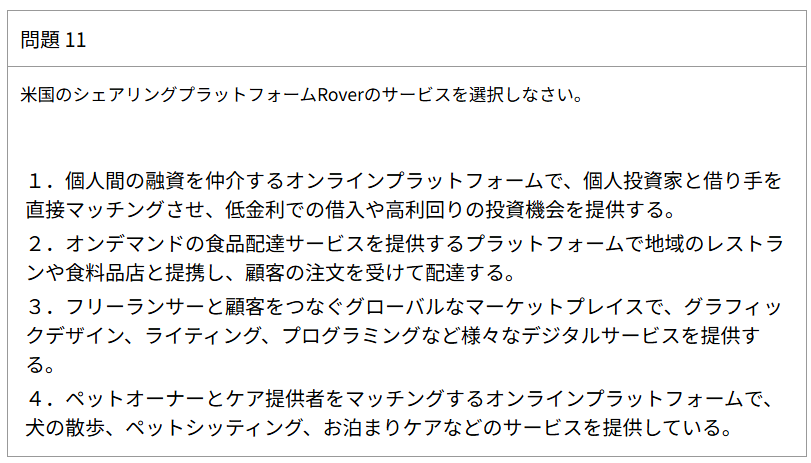 問題 11
米国のシェアリングプラットフォームRoverのサービスを選択しなさい。
１．個人間の融資を仲介するオンラインプラットフォームで、個人投資家と借り手を
直接マッチングさせ、低金利での借入や高利回りの投資機会を提供する。
２．オンデマンドの食品配達サービスを提供するプラットフォームで地域のレストラ
ンや食料品店と提携し、顧客の注文を受けて配達する。
３．フリーランサーと顧客をつなぐグローバルなマーケットプレイスで、グラフィッ
クデザイン、ライティング、プログラミングなど様々なデジタルサービスを提供す
る。
４．ペットオーナーとケア提供者をマッチングするオンラインプラットフォームで、
犬の散歩、ペットシッティング、お泊まりケアなどのサービスを提供している。